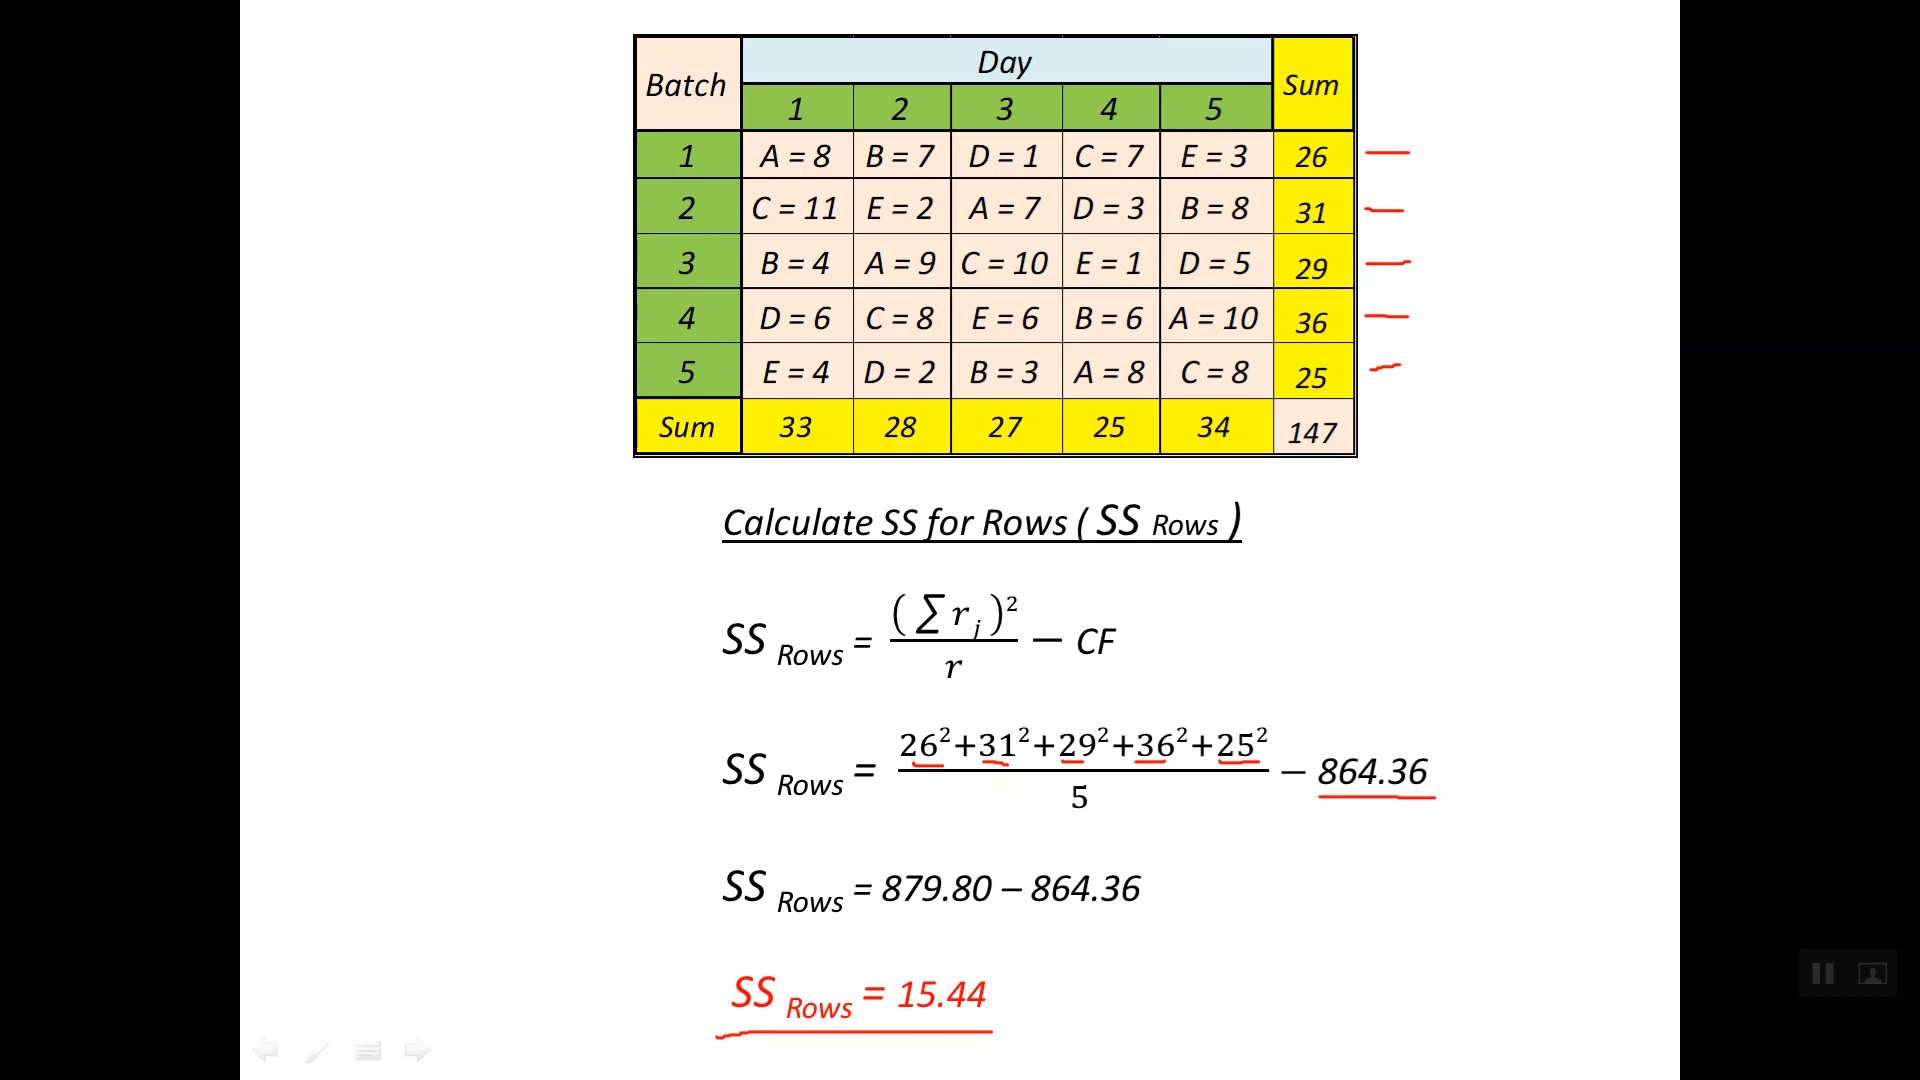 Batch Day Sum
1 2 3 4 5
1 A = 8 B = 7 D = 1 C = 7 E = 3 26
2 C = 11 E = 2 A = 7 D = 3 B = 8 31
3 B = 4 A = 9 C = 10 E = 1 D = 5 29
4 D = 6 C = 8 E = 6 B = 6 A = 10 36
5 E = 4 D = 2 B = 3 A = 8 C = 8 25
Sum 33 28 27 25 34 147
Calculate SS for Rows ( SS Rows )
SS Rows = (∑ r_j)² / r − CF
SS Rows = 26²+31²+29²+36²+25² / 5 − 864.36
SS Rows = 879.80 – 864.36
SS Rows = 15.44